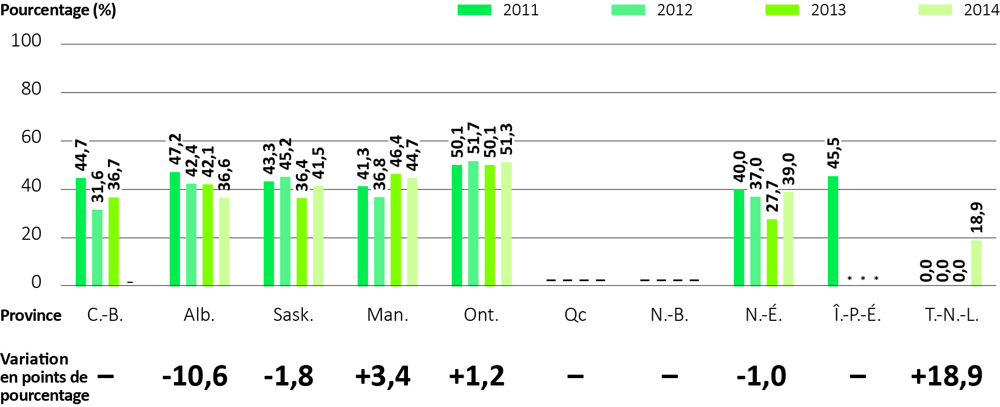 Pourcentage (%) 2011 2012 2013 2014
100
80
60
40
20
0
44,7 31,6 36,7 –
47,2 42,4 42,1 36,6
43,3 45,2 36,4 41,5
41,3 36,8 46,4 44,7
50,1 51,7 50,1 51,3
– – – –
– – – –
40,0 37,0 27,7 39,0
45,5 * * *
0,0 0,0 0,0 18,9
Province C.-B. Alb. Sask. Man. Ont. Qc N.-B. N.-É. Î.-P.-É. T.-N.-L.
Variation
en points de
pourcentage
– -10,6 -1,8 +3,4 +1,2 – – -1,0 – +18,9